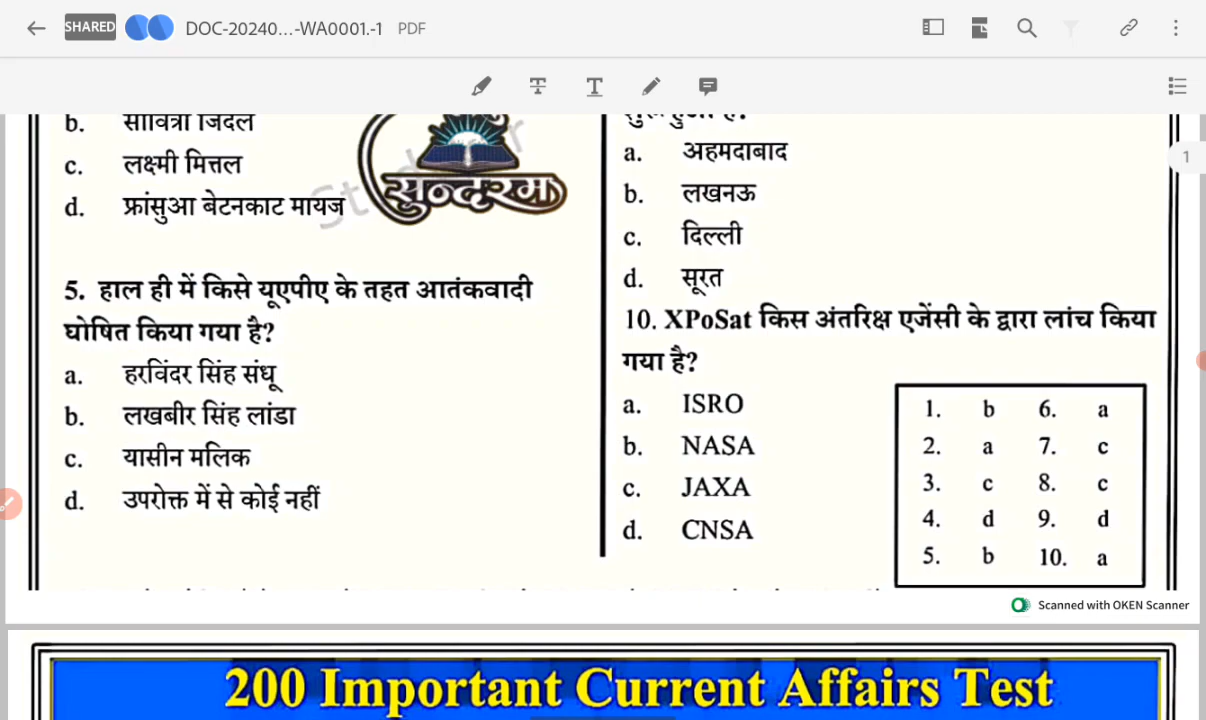 SHARED DOC-20240...-WA0001.-1 PDF
1
b. सावित्री जिंदल
c. लक्ष्मी मित्तल
d. फ्रांसुआ बेटनकाट मायज
सुन्दरम
5. हाल ही में किसे यूएपीए के तहत आतंकवादी
घोषित किया गया है?
a. हरविंदर सिंह संधू
b. लखबीर सिंह लांडा
c. यासीन मलिक
d. उपरोक्त में से कोई नहीं
a. अहमदाबाद
b. लखनऊ
c. दिल्ली
d. सूरत
10. XPoSat किस अंतरिक्ष एजेंसी के द्वारा लांच किया
गया है?
a. ISRO
b. NASA
c. JAXA
d. CNSA
1. b 6. a
2. a 7. c
3. c 8. c
4. d 9. d
5. b 10. a
Scanned with OKEN Scanner
200 Important Current Affairs Test